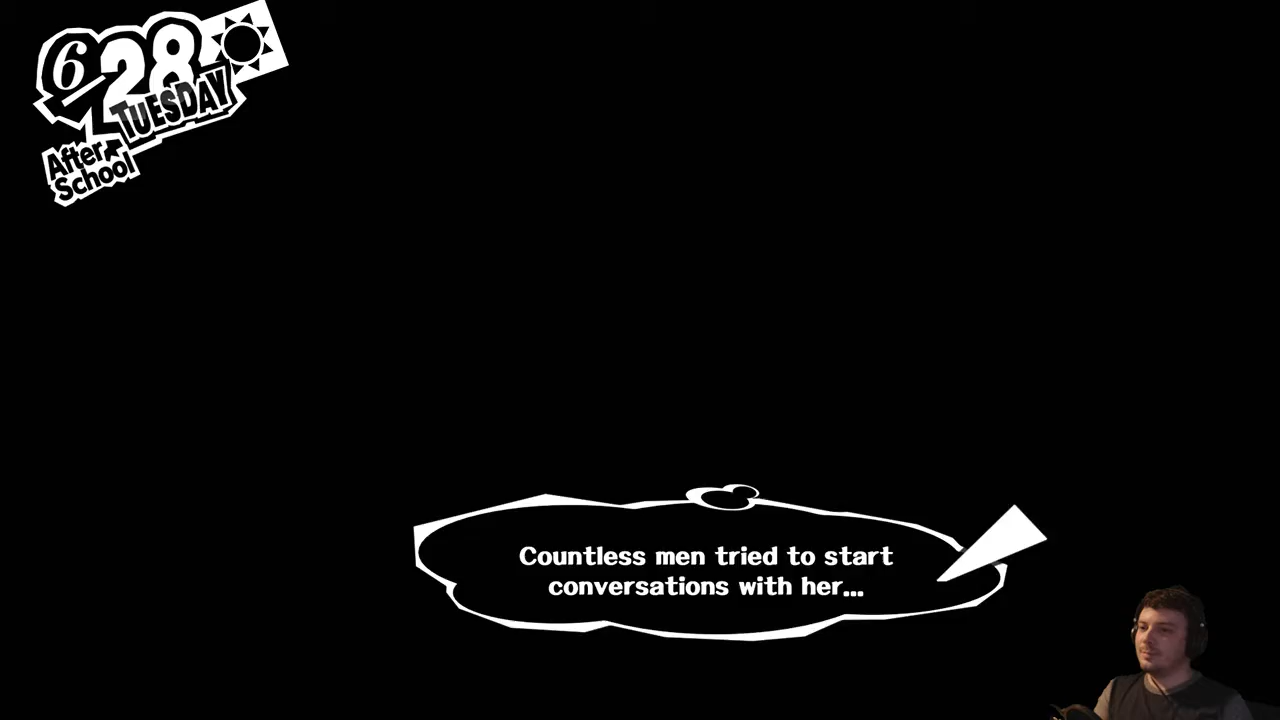 6/28
TUESDAY
After
School
Countless men tried to start
conversations with her...